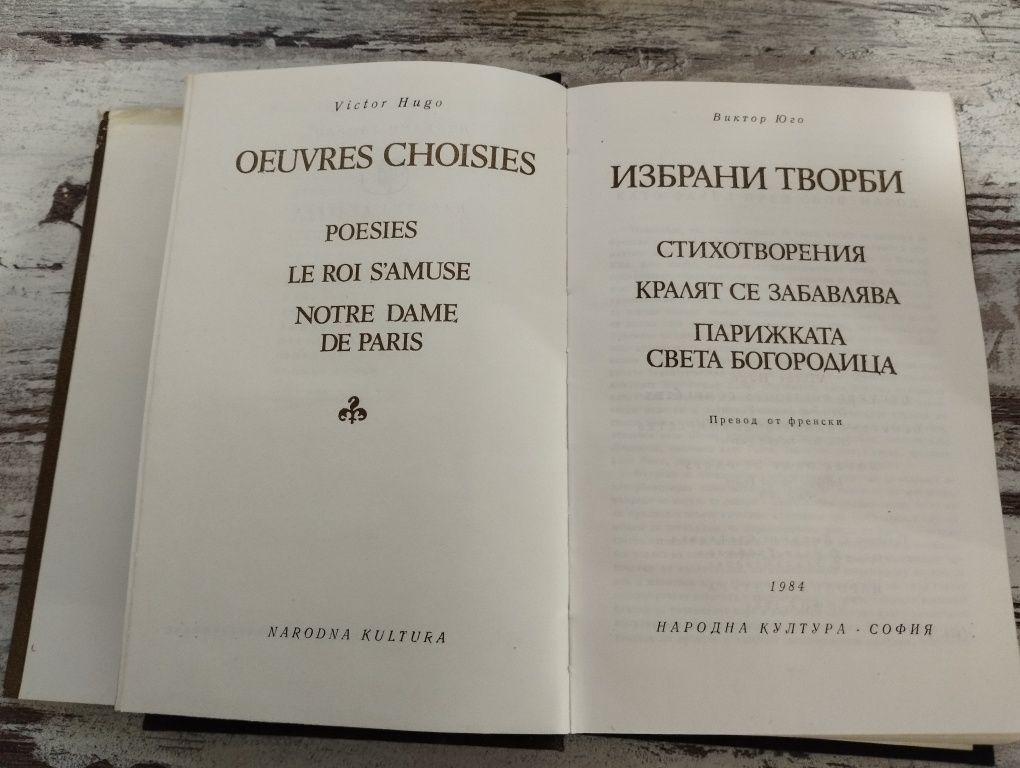 Victor Hugo
OEUVRES CHOISIES
POESIES
LE ROI S'AMUSE
NOTRE DAME
DE PARIS
NARODNA KULTURA
Виктор Юго
ИЗБРАНИ ТВОРБИ
СТИХОТВОРЕНИЯ
КРАЛЯТ СЕ ЗАБАВЛЯВА
ПАРИЖКАТА
СВЕТА БОГОРОДИЦА
Превод от френски
1984
НАРОДНА КУЛТУРА · СОФИЯ